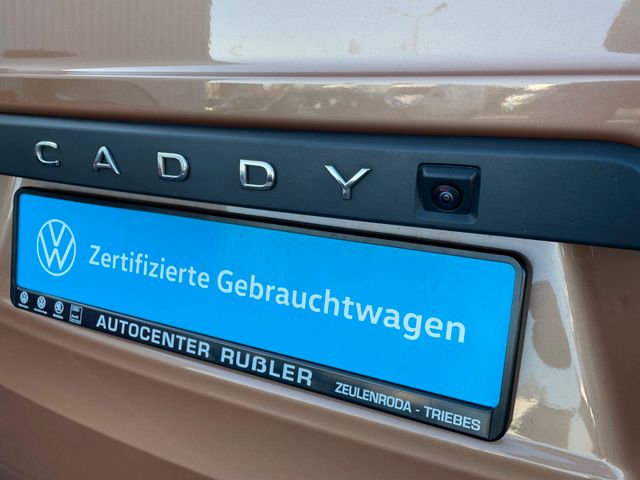 CADDY
Zertifizierte Gebrauchtwagen
AUTOCENTER RUßLER
ZEULENRODA - TRIEBES